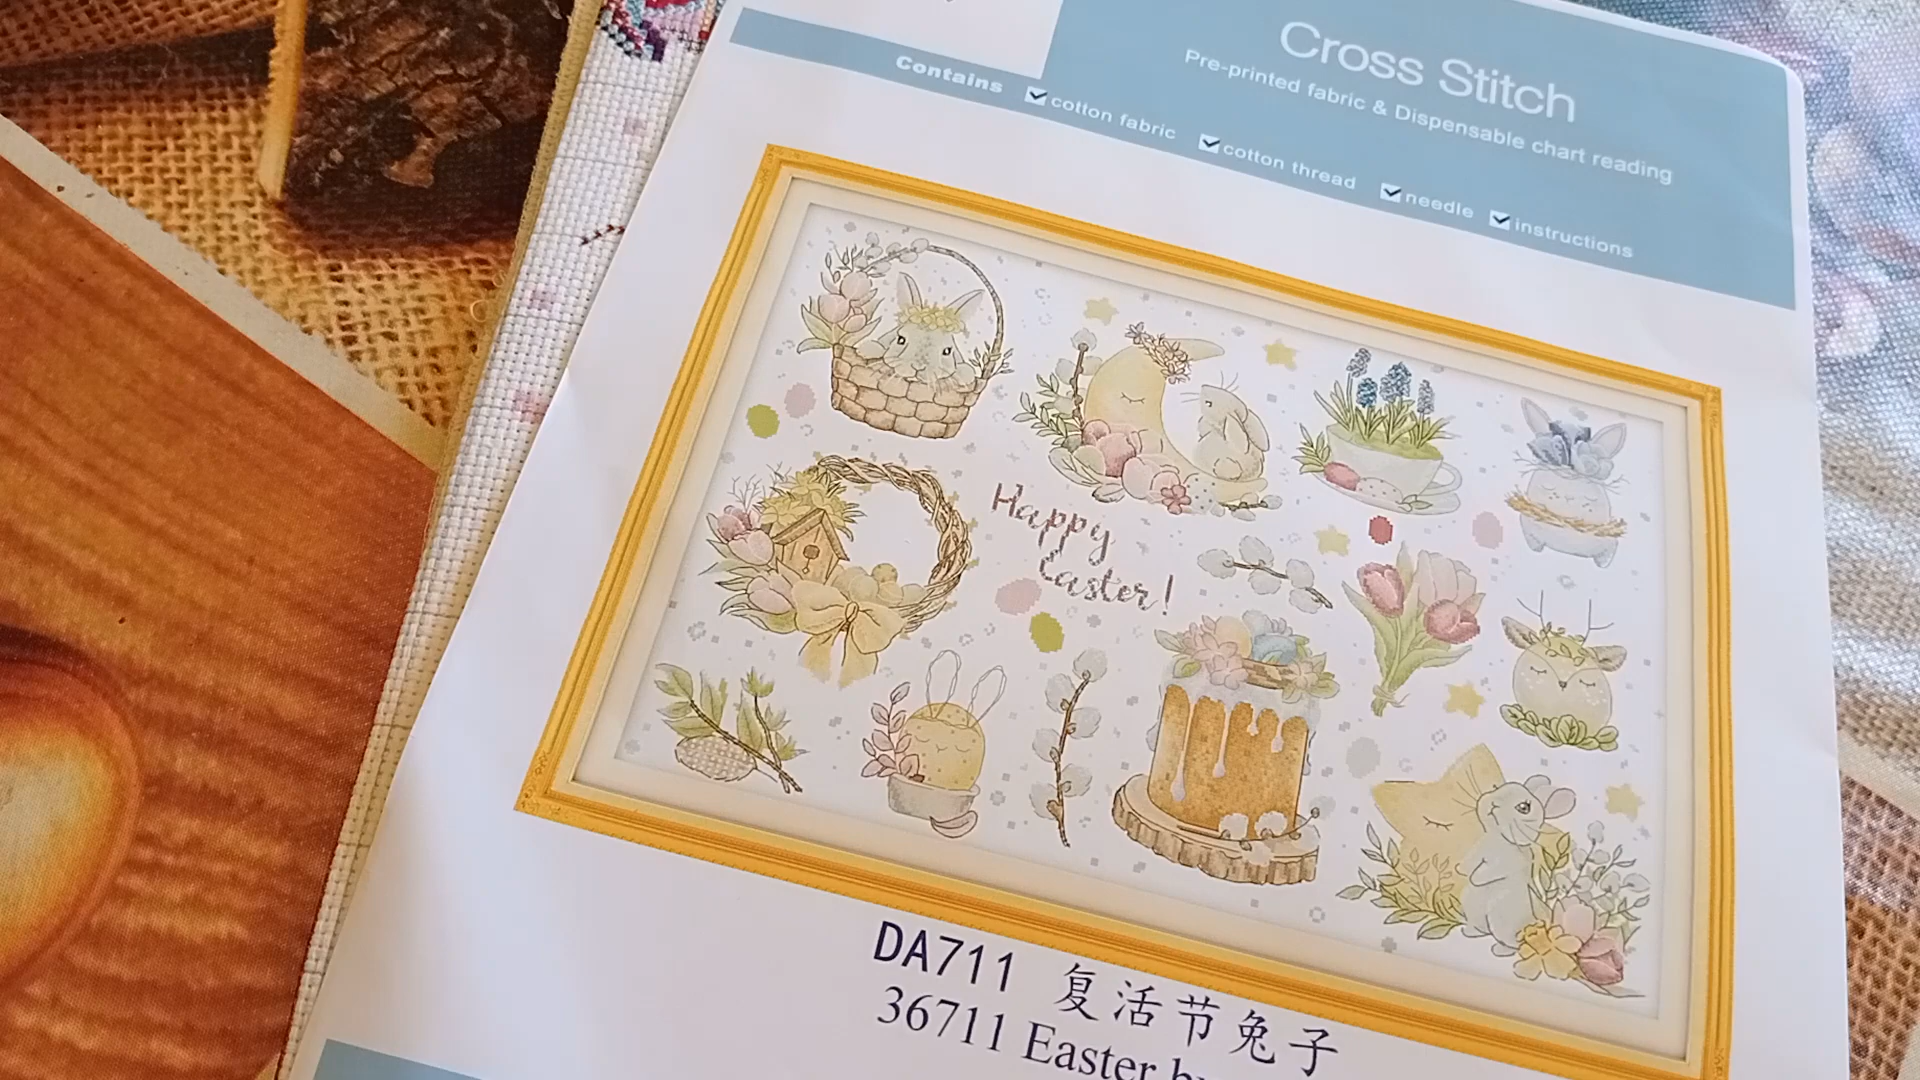 Cross Stitch
Pre-printed fabric & Dispensable chart reading
Contains cotton fabric cotton thread needle instructions
Happy
Easter!
DA711 复活节兔子
36711 Easter